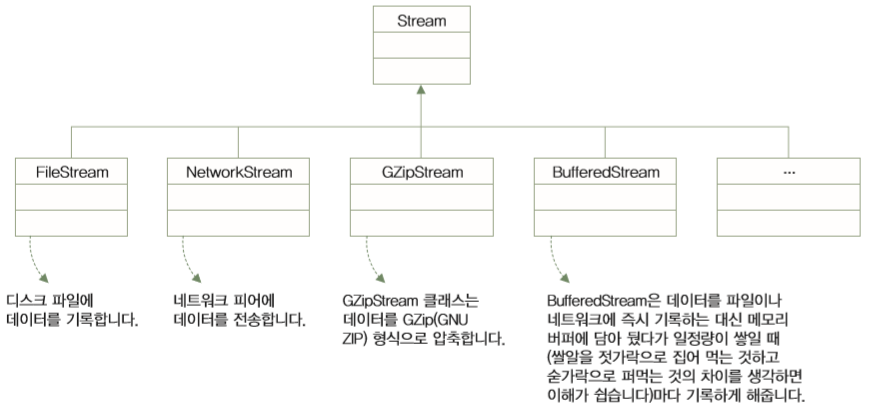 Stream
FileStream
NetworkStream
GZipStream
BufferedStream
...
디스크 파일에
데이터를 기록합니다.
네트워크 피어에
데이터를 전송합니다.
GZipStream 클래스는
데이터를 GZip(GNU
ZIP) 형식으로 압축합니다.
BufferedStream은 데이터를 파일이나
네트워크에 즉시 기록하는 대신 메모리
버퍼에 담아 뒀다가 일정량이 쌓일 때
(쌀알을 젓가락으로 집어 먹는 것하고
숟가락으로 퍼먹는 것의 차이를 생각하면
이해가 쉽습니다)마다 기록하게 해줍니다.